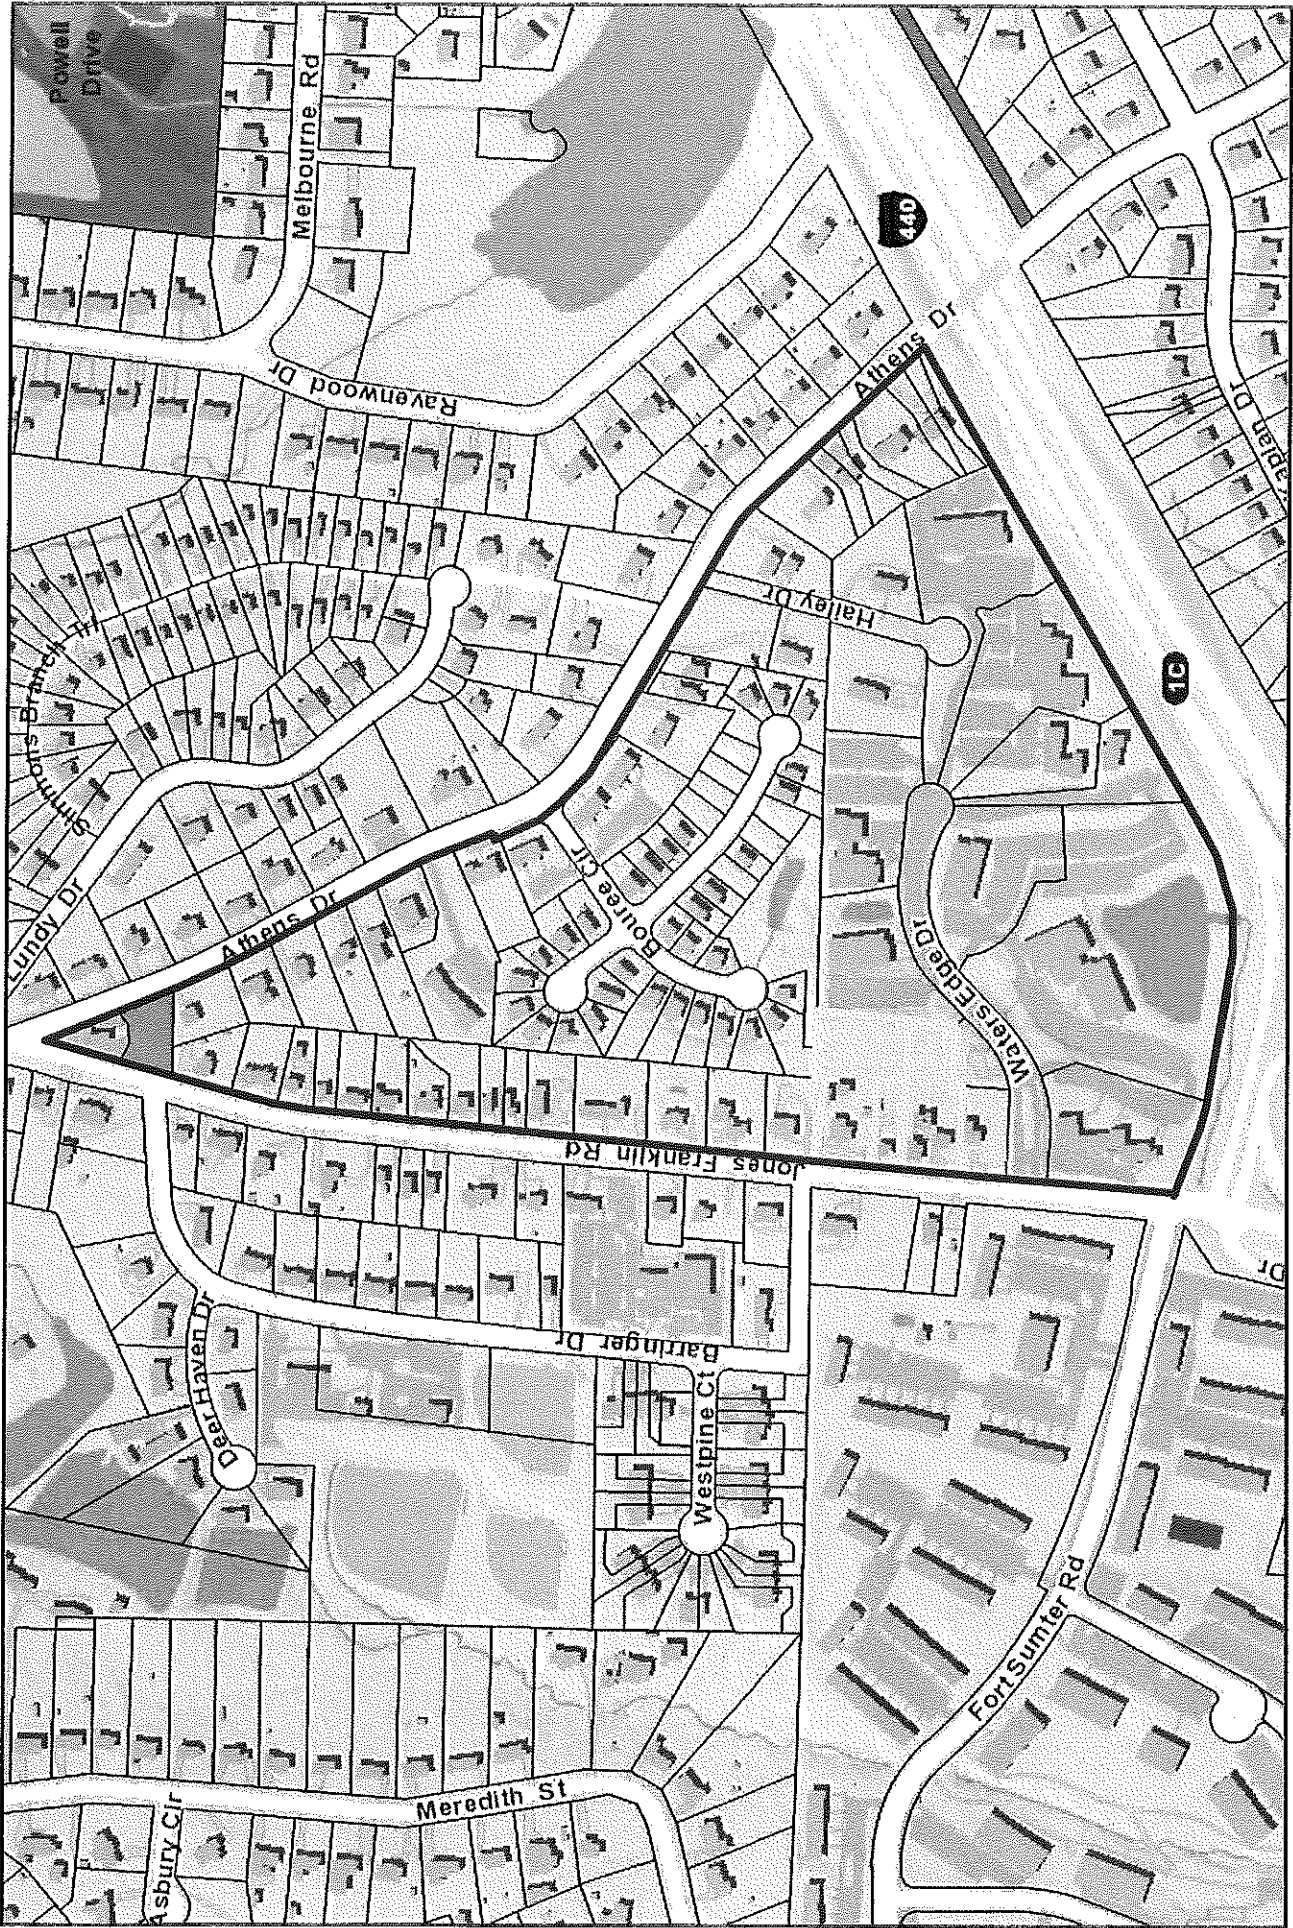 Powell
Drive
Melbourne Rd
440
Ravenwood Dr
Athens Dr
Simmons Branch Trl
Hailey Dr
1C
Lundy Dr
Athens Dr
Bouree Cir
Waters Edge Dr
Jones Franklin Rd
Dr
Deer Haven Dr
Barringer Dr
Westpine Ct
Fort Sumter Rd
Meredith St
Asbury Cir